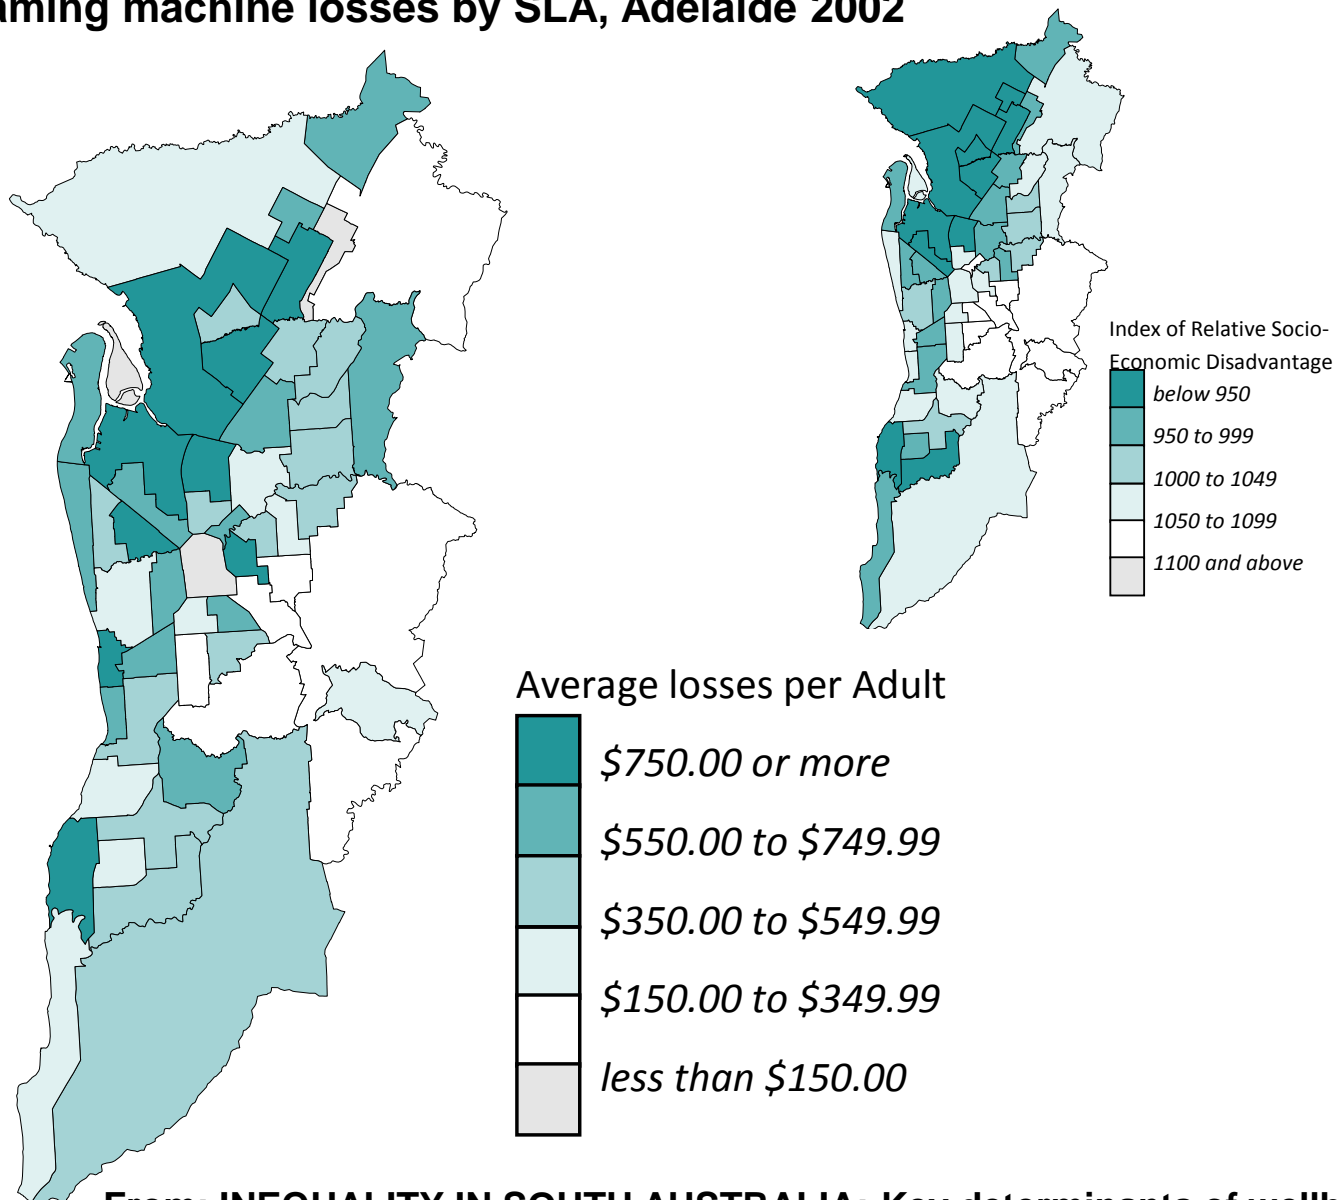 aming machine losses by SLA, Adelaide 2002
Index of Relative Socio-
Economic Disadvantage
below 950
950 to 999
1000 to 1049
1050 to 1099
1100 and above
Average losses per Adult
$750.00 or more
$550.00 to $749.99
$350.00 to $549.99
$150.00 to $349.99
less than $150.00
From: INEQUALITY IN SOUTH AUSTRALIA: Key determinants of wellb